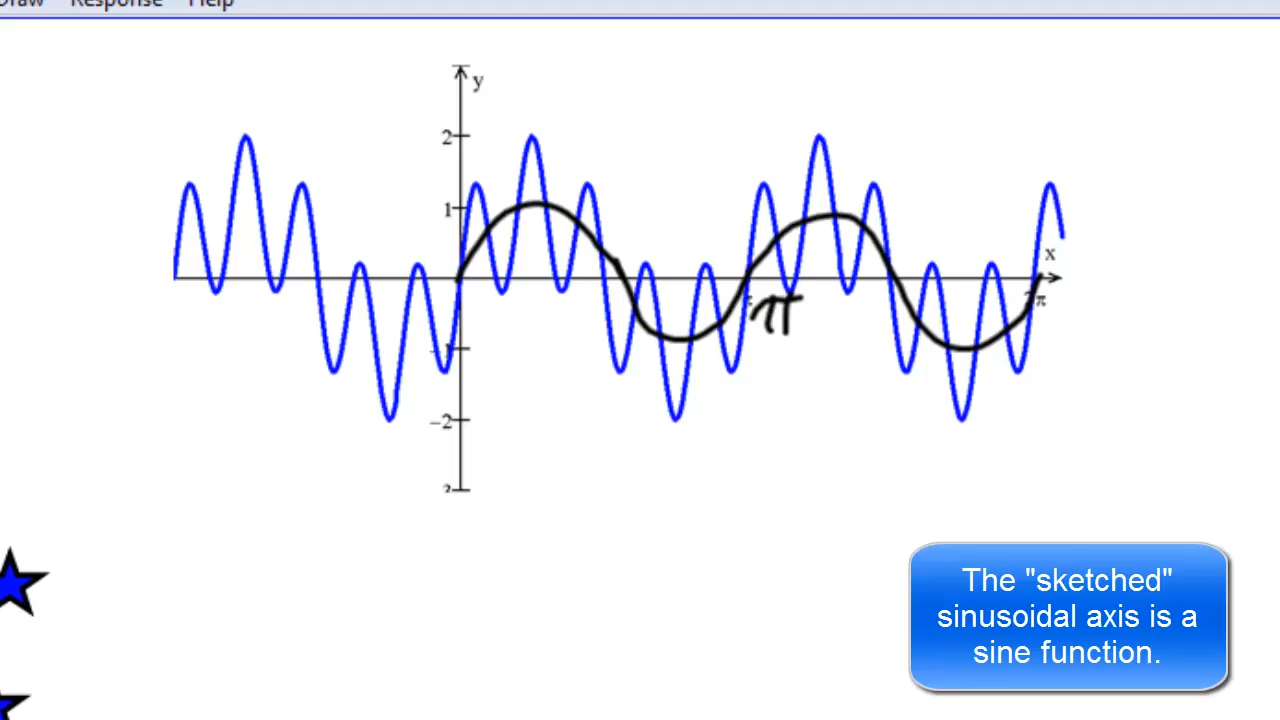 Draw Response Help
y
2
1
x
π
π
-1
-2
The "sketched"
sinusoidal axis is a
sine function.